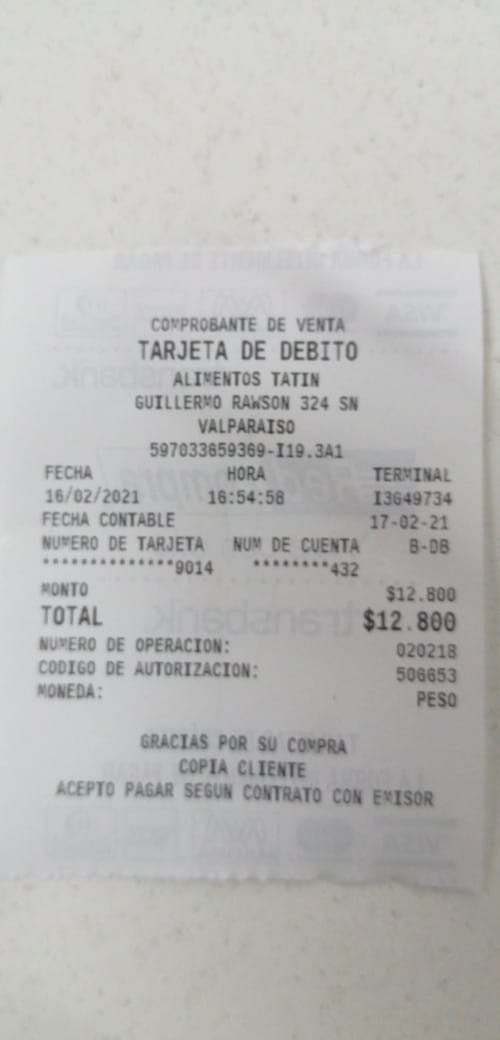 COMPROBANTE DE VENTA
TARJETA DE DEBITO
ALIMENTOS TATIN
GUILLERMO RAWSON 324 SN
VALPARAISO
597033659369-I19.3A1
FECHA HORA TERMINAL
16/02/2021 16:54:58 I3G49734
FECHA CONTABLE 17-02-21
NUMERO DE TARJETA NUM DE CUENTA B-DB
**************9014 ********432
MONTO $12.800
TOTAL $12.800
NUMERO DE OPERACION: 020218
CODIGO DE AUTORIZACION: 506653
MONEDA: PESO
GRACIAS POR SU COMPRA
COPIA CLIENTE
ACEPTO PAGAR SEGUN CONTRATO CON EMISOR